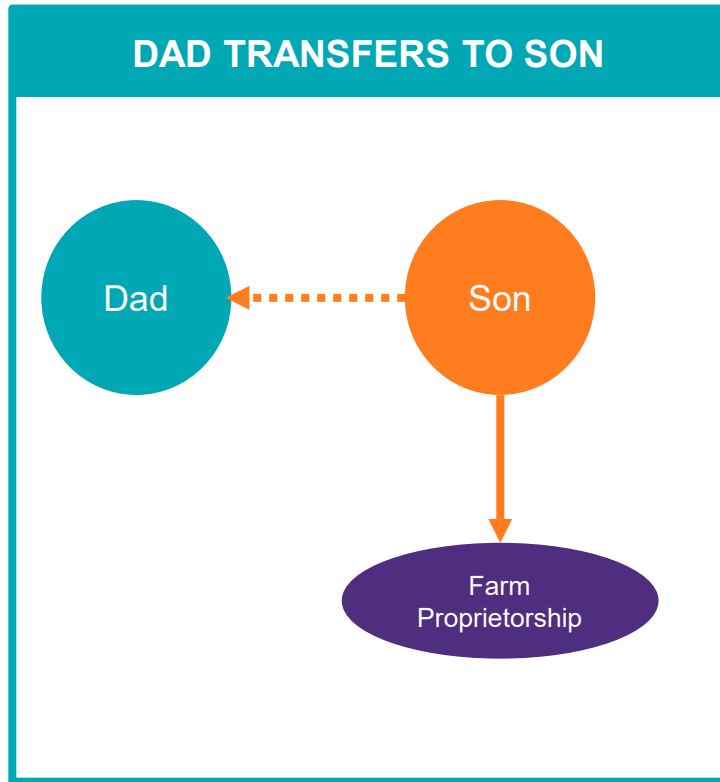 DAD TRANSFERS TO SON
Dad
Son
Farm
Proprietorship